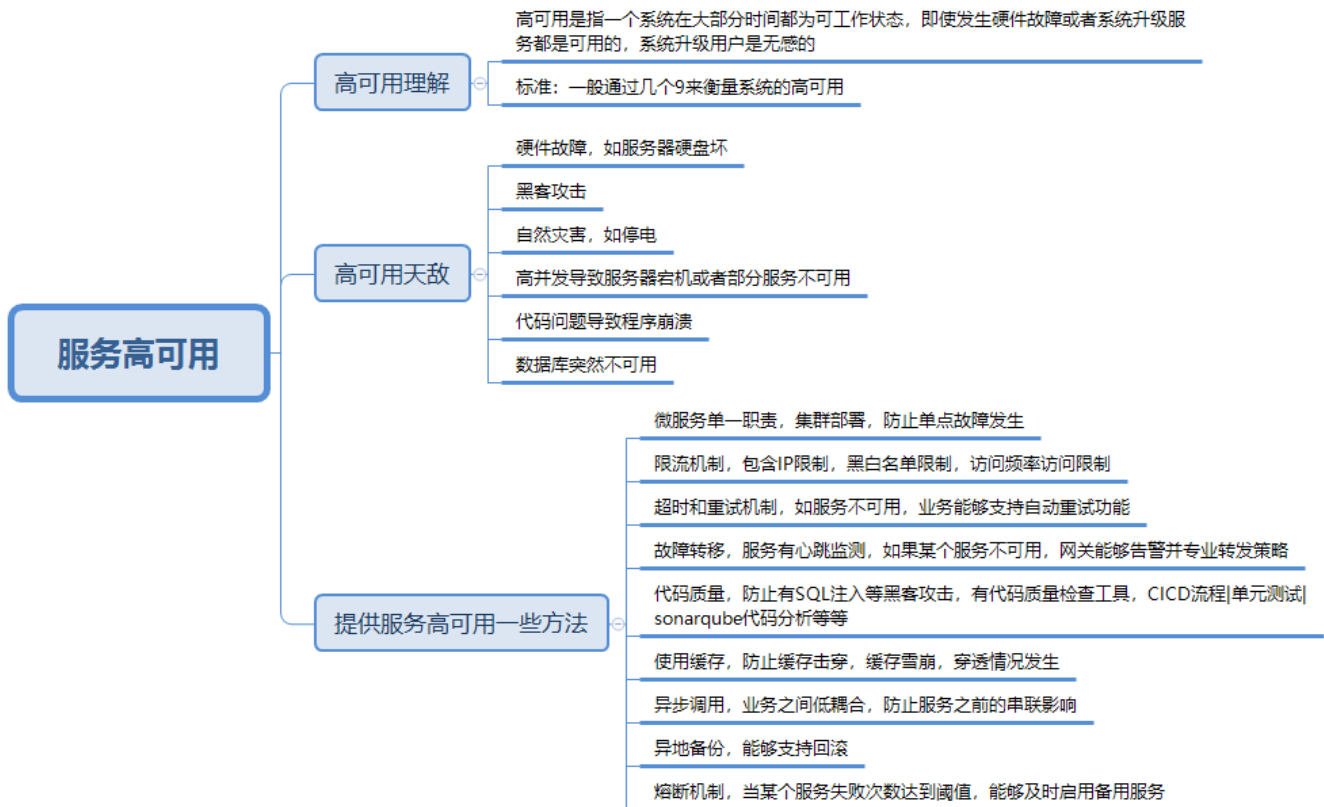 服务高可用
高可用理解
高可用是指一个系统在大部分时间都为可工作状态，即使发生硬件故障或者系统升级服
务都是可用的，系统升级用户是无感的
标准：一般通过几个9来衡量系统的高可用
高可用天敌
硬件故障，如服务器硬盘坏
黑客攻击
自然灾害，如停电
高并发导致服务器宕机或者部分服务不可用
代码问题导致程序崩溃
数据库突然不可用
提供服务高可用一些方法
微服务单一职责，集群部署，防止单点故障发生
限流机制，包含IP限制，黑白名单限制，访问频率访问限制
超时和重试机制，如服务不可用，业务能够支持自动重试功能
故障转移，服务有心跳监测，如果某个服务不可用，网关能够告警并专业转发策略
代码质量，防止有SQL注入等黑客攻击，有代码质量检查工具，CICD流程|单元测试|
sonarqube代码分析等等
使用缓存，防止缓存击穿，缓存雪崩，穿透情况发生
异步调用，业务之间低耦合，防止服务之前的串联影响
异地备份，能够支持回滚
熔断机制，当某个服务失败次数达到阈值，能够及时启用备用服务